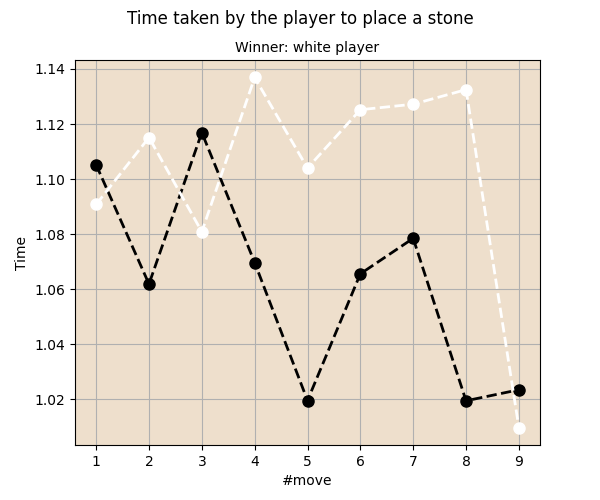 Time taken by the player to place a stone
Winner: white player
1.14
1.12
1.10
1.08
1.06
1.04
1.02
Time
1 2 3 4 5 6 7 8 9
#move